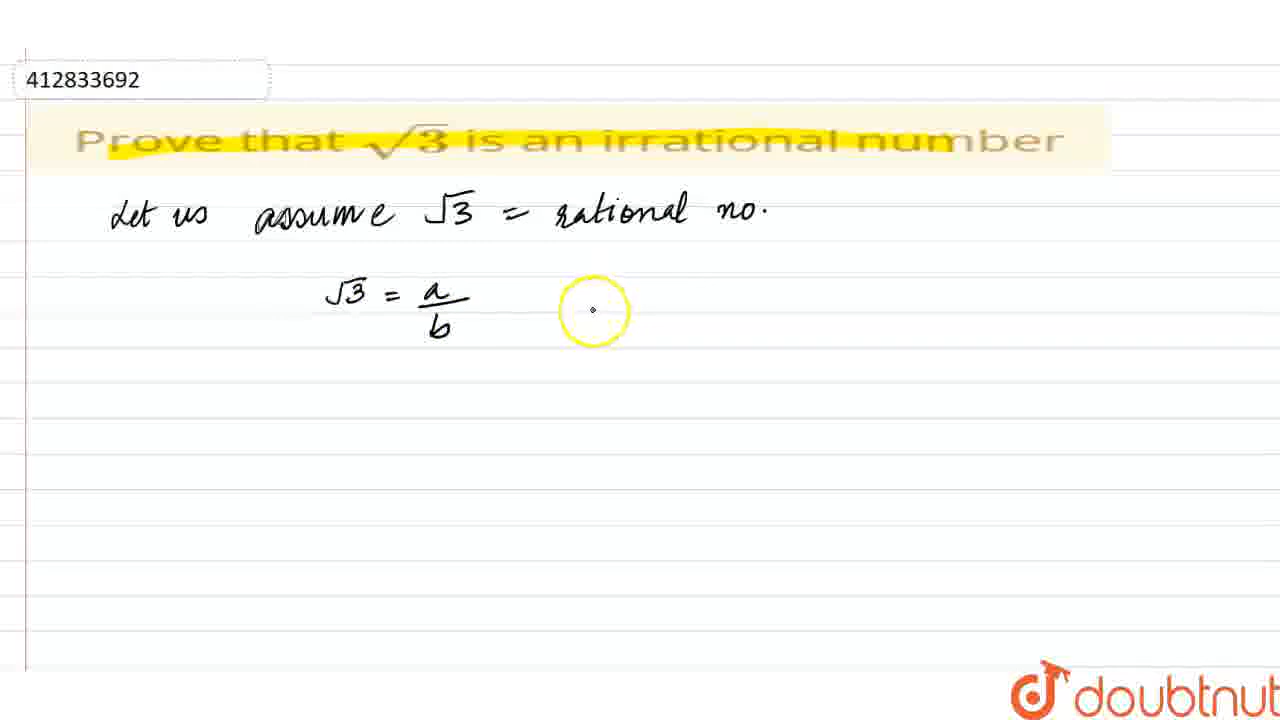 412833692
Prove that √3 is an irrational number
Let us assume √3 = rational no.
√3 = a/b
doubtnut